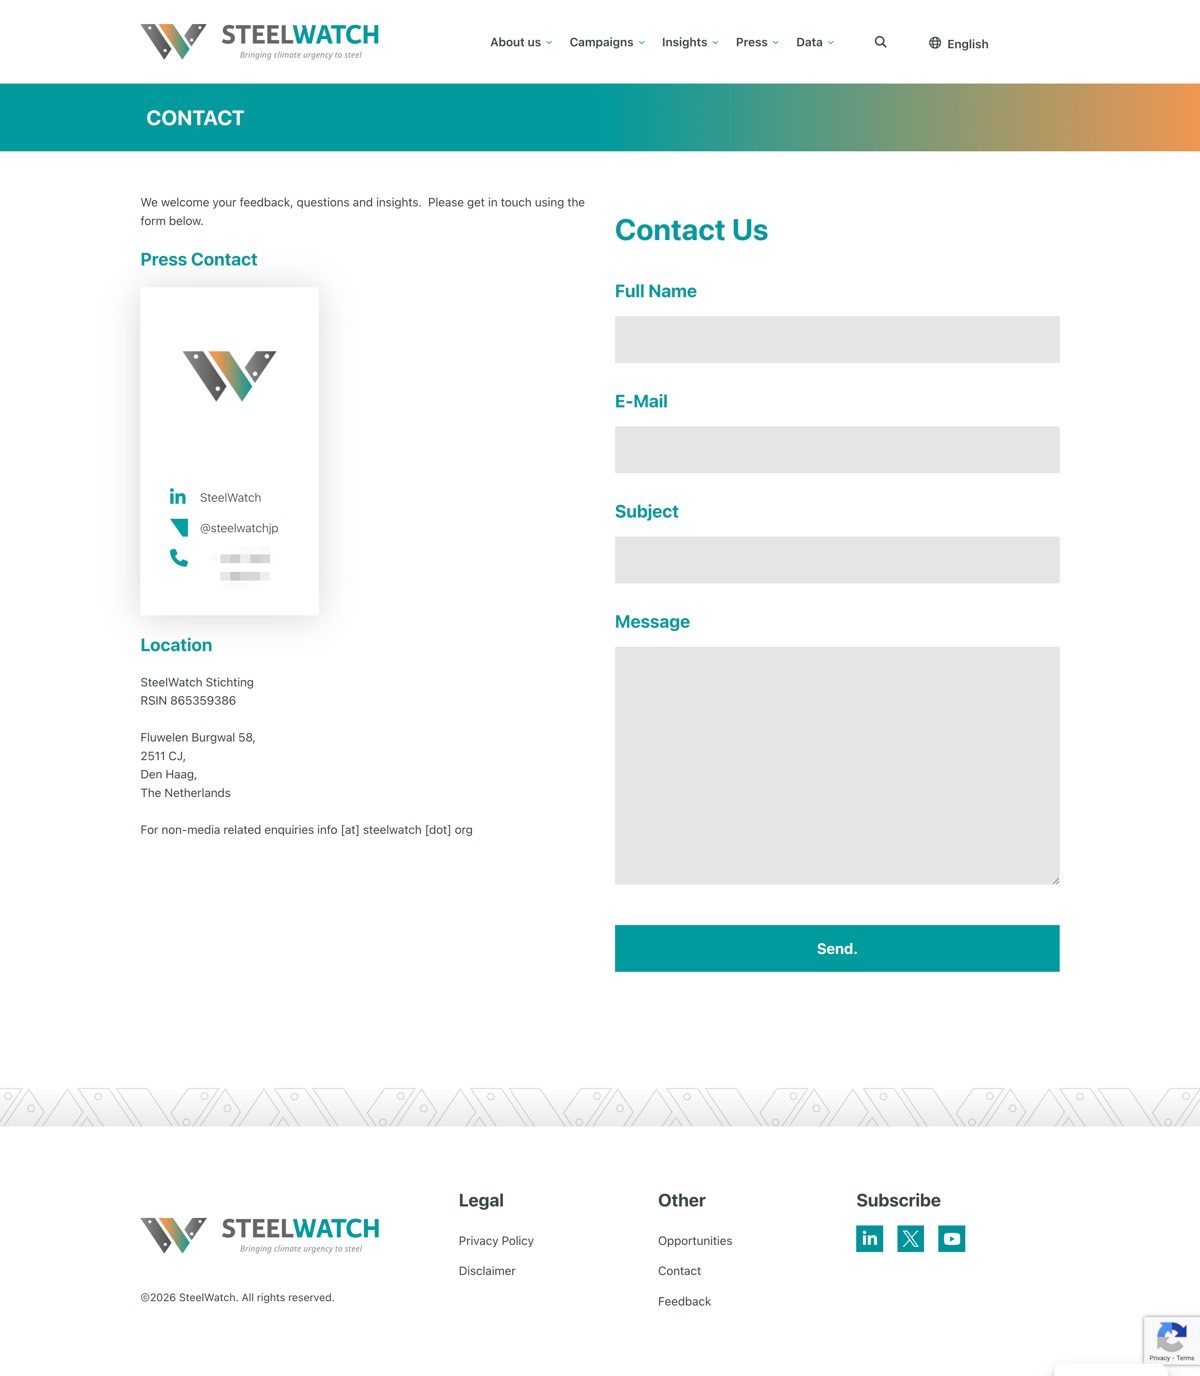 STEELWATCH
Bringing climate urgency to steel
About us
Campaigns
Insights
Press
Data
English
CONTACT
We welcome your feedback, questions and insights.  Please get in touch using the
form below.
Press Contact
SteelWatch
@steelwatchjp
Location
SteelWatch Stichting
RSIN 865359386
Fluwelen Burgwal 58,
2511 CJ,
Den Haag,
The Netherlands
For non-media related enquiries info [at] steelwatch [dot] org
Contact Us
Full Name
E-Mail
Subject
Message
Send.
STEELWATCH
Bringing climate urgency to steel
©2026 SteelWatch. All rights reserved.
Legal
Privacy Policy
Disclaimer
Other
Opportunities
Contact
Feedback
Subscribe
Privacy - Terms